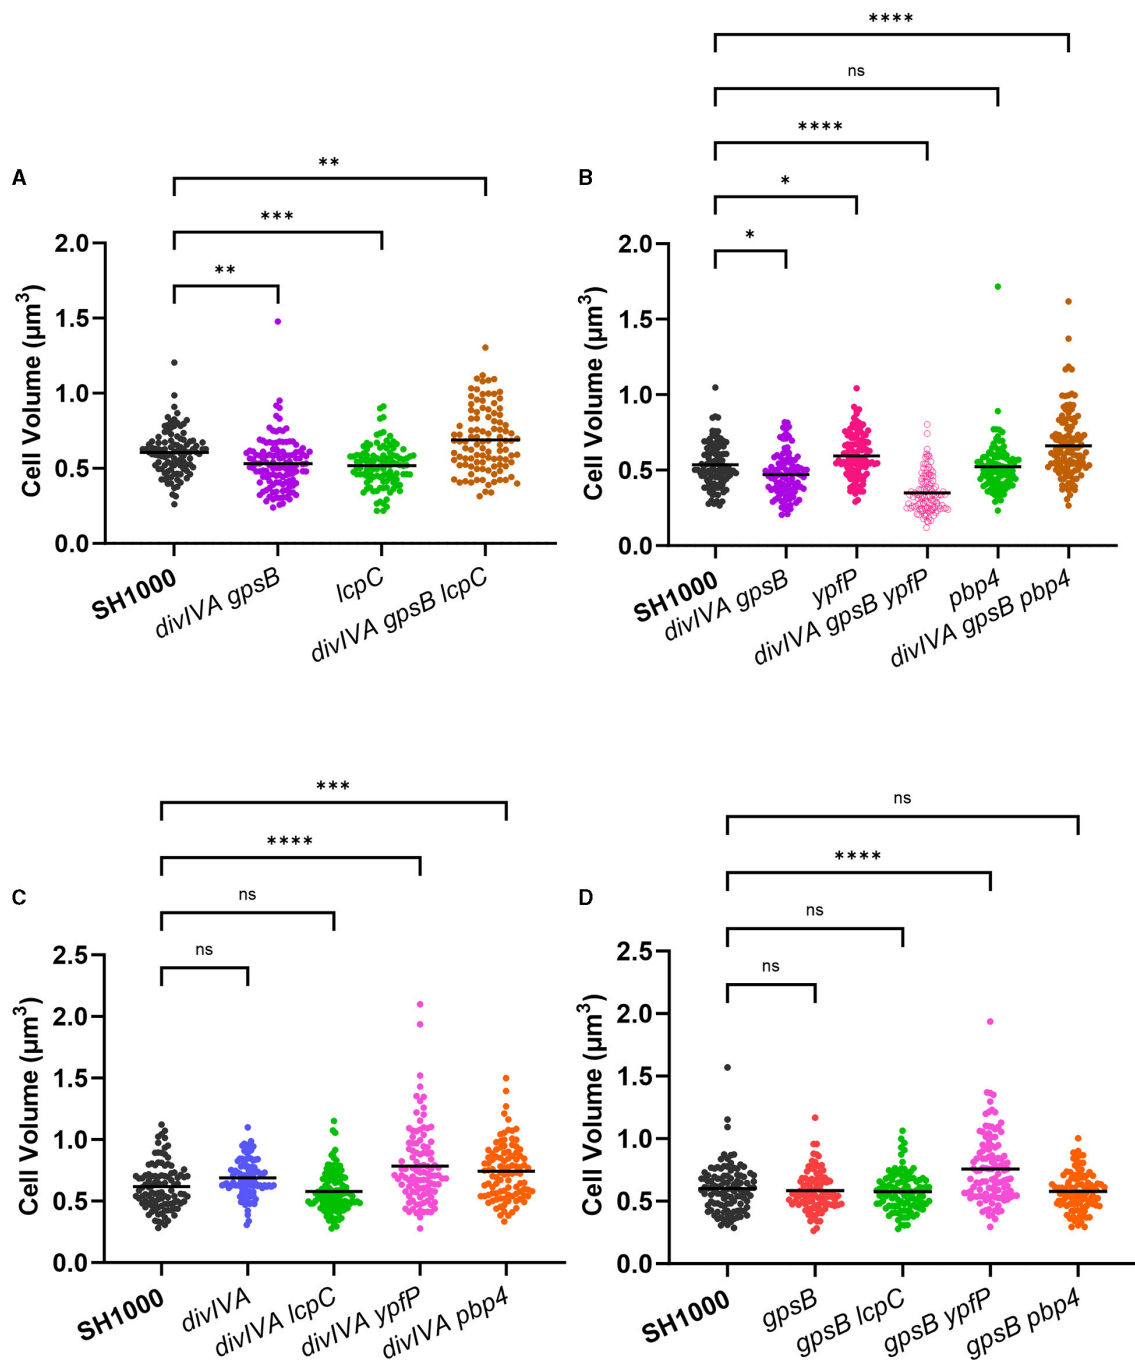 A
**
***
**
Cell Volume (μm³)
2.0
1.5
1.0
0.5
0.0
SH1000
divIVA gpsB
lcpC
divIVA gpsB lcpC
B
****
ns
****
*
*
Cell Volume (μm³)
2.0
1.5
1.0
0.5
0.0
SH1000
divIVA gpsB
ypfP
divIVA gpsB ypfP
pbp4
divIVA gpsB pbp4
C
***
****
ns
ns
Cell Volume (μm³)
2.5
2.0
1.5
1.0
0.5
0.0
SH1000
divIVA
divIVA lcpC
divIVA ypfP
divIVA pbp4
D
ns
****
ns
ns
Cell Volume (μm³)
2.5
2.0
1.5
1.0
0.5
0.0
SH1000
gpsB
gpsB lcpC
gpsB ypfP
gpsB pbp4